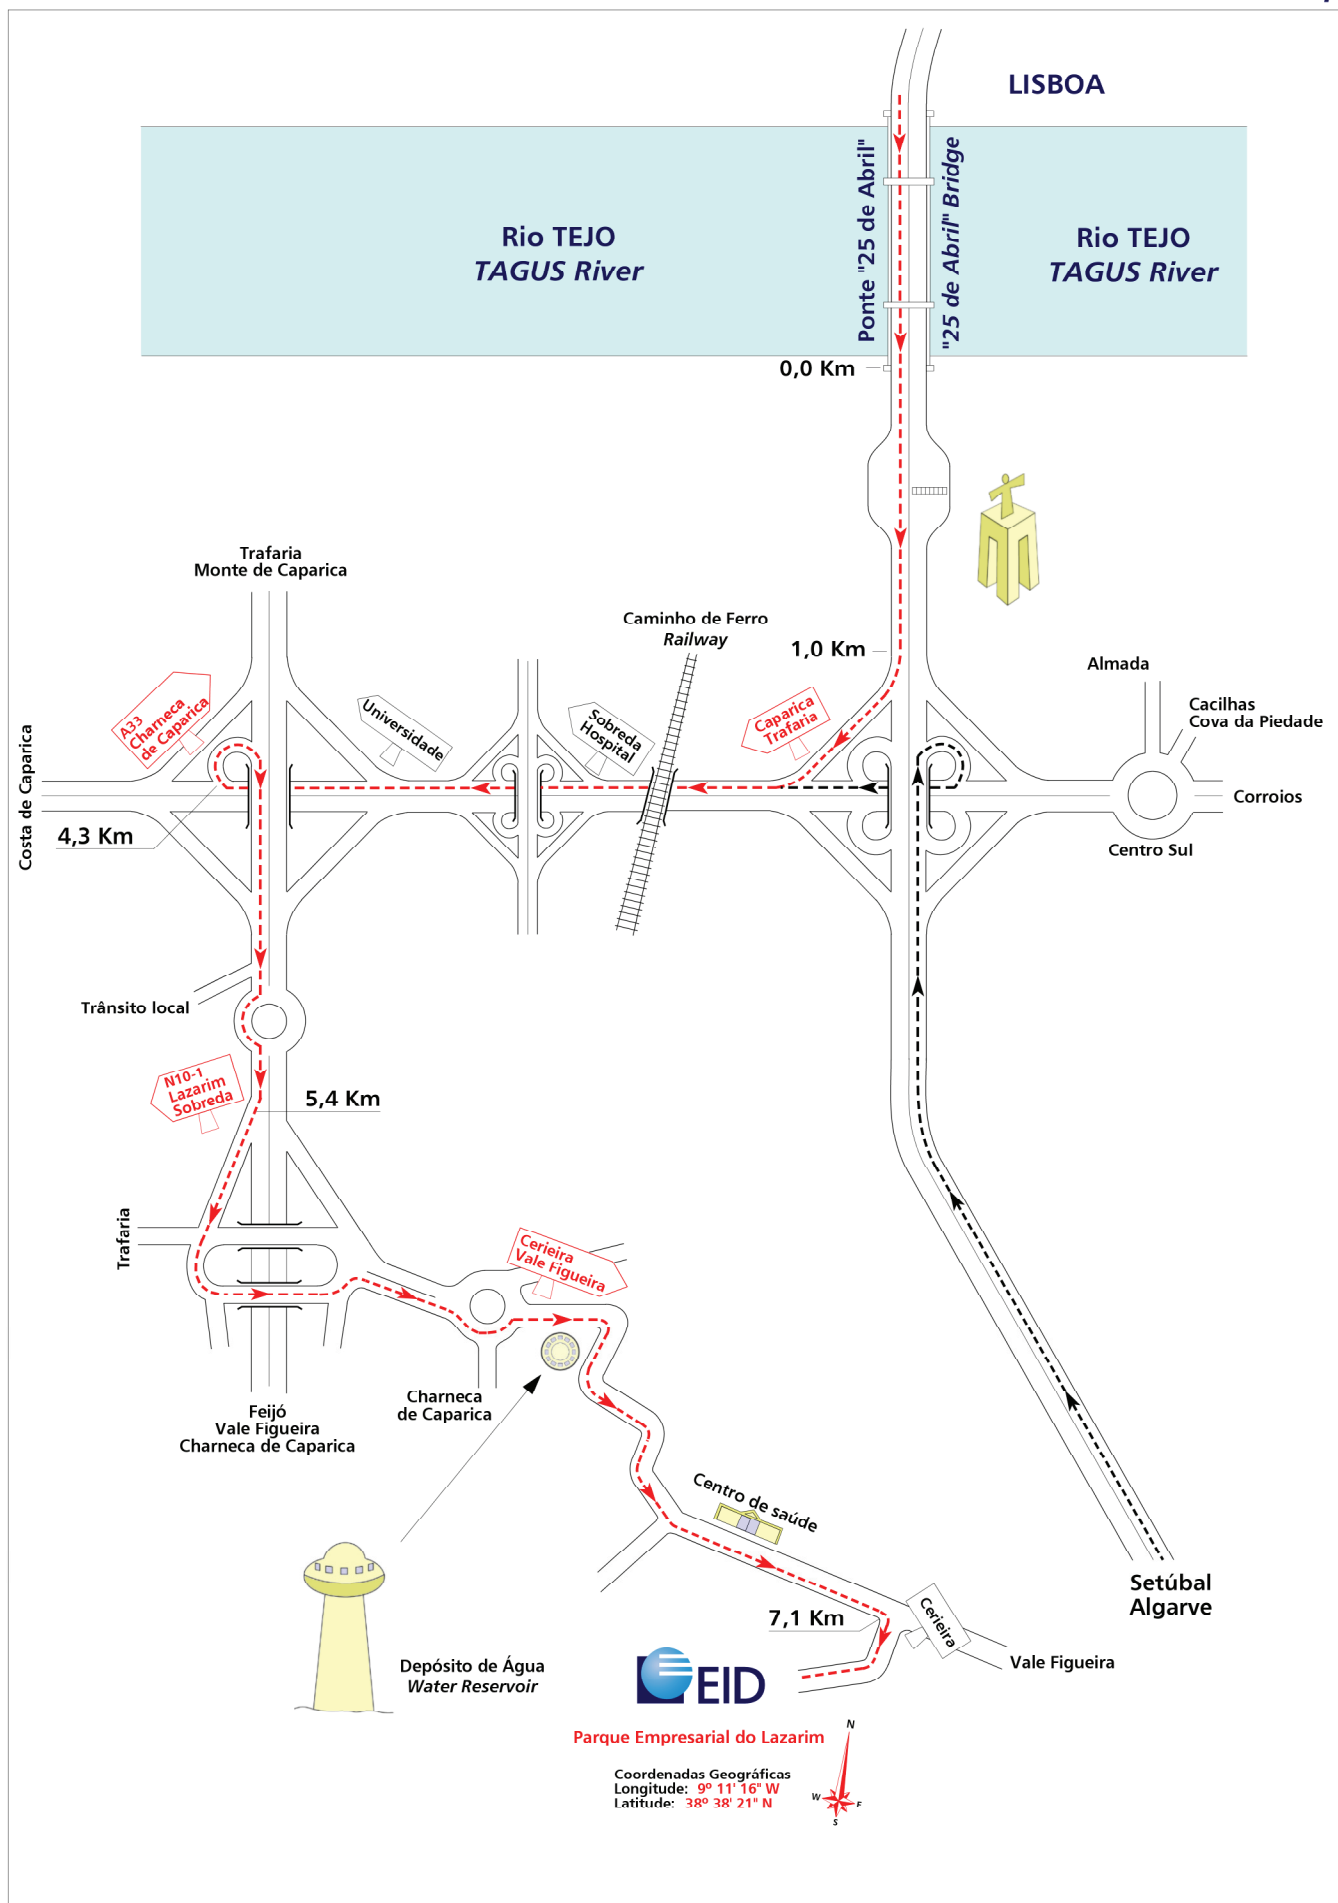 LISBOA
Ponte "25 de Abril"
"25 de Abril" Bridge
Rio TEJO
TAGUS River
Rio TEJO
TAGUS River
0,0 Km
Trafaria
Monte de Caparica
Caminho de Ferro
Railway
1,0 Km
Almada
Cacilhas
Cova da Piedade
A33
Charneca
de Caparica
Universidade
Sobreda
Hospital
Caparica
Trafaria
Costa de Caparica
Corroios
4,3 Km
Centro Sul
Trânsito local
N10-1
Lazarim
Sobreda
5,4 Km
Trafaria
Cerieira
Vale Figueira
Feijó
Vale Figueira
Charneca de Caparica
Charneca
de Caparica
Centro de saúde
Setúbal
Algarve
7,1 Km
Cerieira
Vale Figueira
Depósito de Água
Water Reservoir
EID
Parque Empresarial do Lazarim
Coordenadas Geográficas
Longitude: 9º 11' 16" W
Latitude: 38º 38' 21" N
N
W
E
S